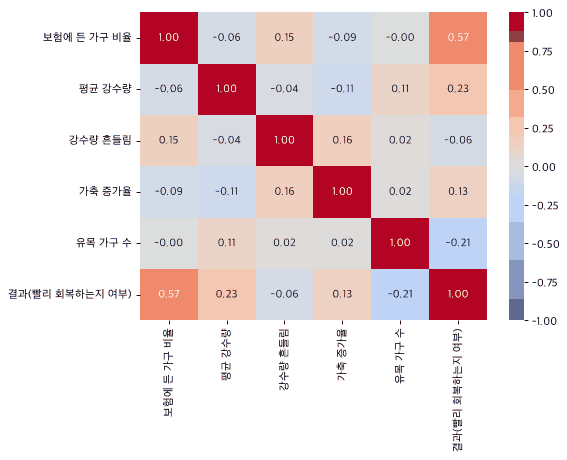 보험에 든 가구 비율 1.00 -0.06 0.15 -0.09 -0.00 0.57
평균 강수량 -0.06 1.00 -0.04 -0.11 0.11 0.23
강수량 흔들림 0.15 -0.04 1.00 0.16 0.02 -0.06
가축 증가율 -0.09 -0.11 0.16 1.00 0.02 0.13
유목 가구 수 -0.00 0.11 0.02 0.02 1.00 -0.21
결과(빨리 회복하는지 여부) 0.57 0.23 -0.06 0.13 -0.21 1.00
보험에 든 가구 비율
평균 강수량
강수량 흔들림
가축 증가율
유목 가구 수
결과(빨리 회복하는지 여부)
1.00
0.75
0.50
0.25
0.00
-0.25
-0.50
-0.75
-1.00